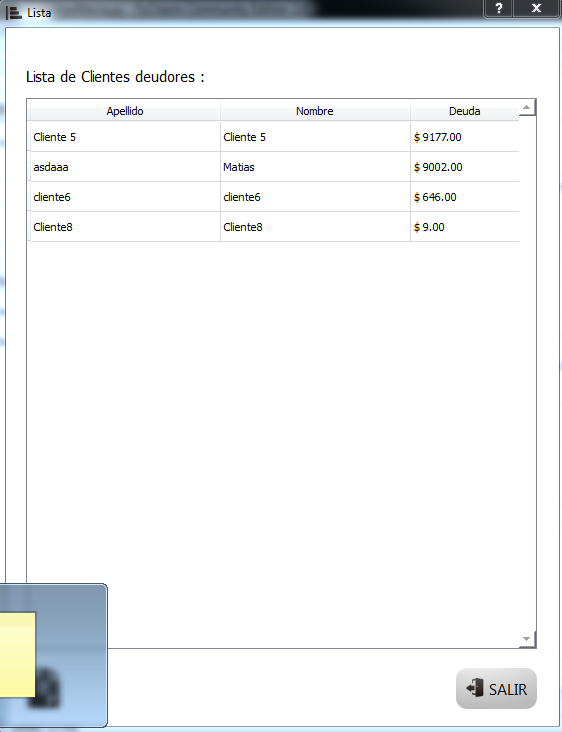 Lista
?
Lista de Clientes deudores :
Apellido Nombre Deuda
Cliente 5 Cliente 5 $ 9177.00
asdaaa Matias $ 9002.00
cliente6 cliente6 $ 646.00
Cliente8 Cliente8 $ 9.00
SALIR